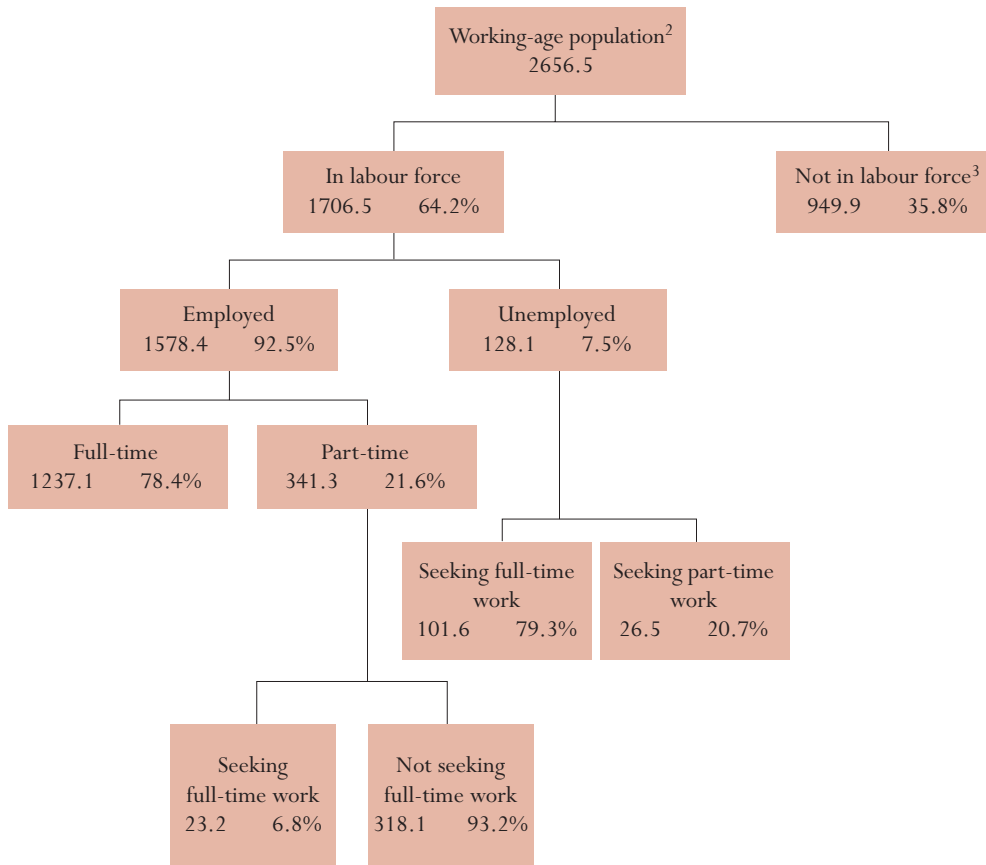 Working-age population²
2656.5
In labour force
1706.5 64.2%
Not in labour force³
949.9 35.8%
Employed
1578.4 92.5%
Unemployed
128.1 7.5%
Full-time
1237.1 78.4%
Part-time
341.3 21.6%
Seeking full-time
work
101.6 79.3%
Seeking part-time
work
26.5 20.7%
Seeking
full-time work
23.2 6.8%
Not seeking
full-time work
318.1 93.2%